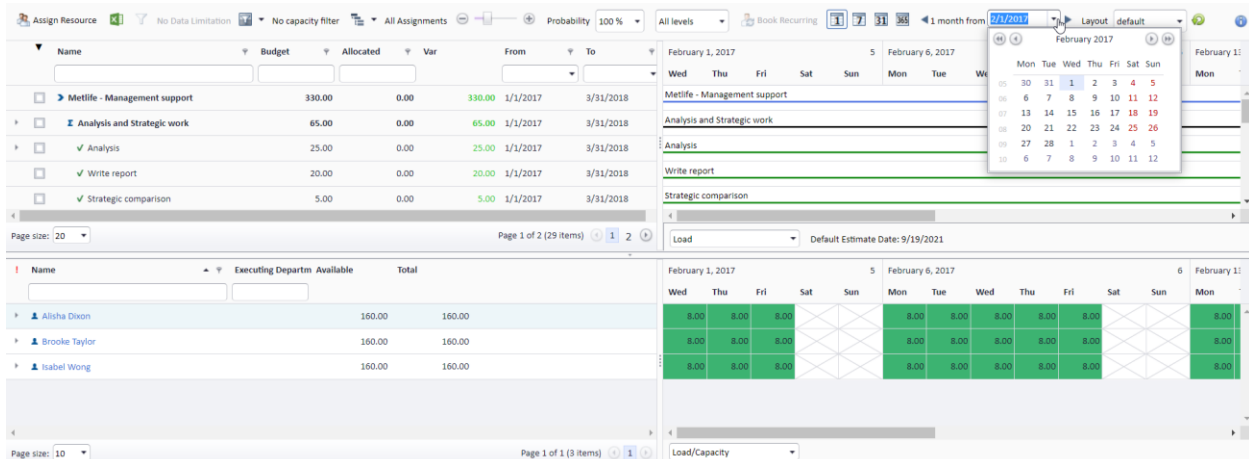 Assign Resource No Data Limitation No capacity filter All Assignments Probability 100 % All levels Book Recurring 1 7 31 365 1 month from 2/1/2017 Layout default
Name Budget Allocated Var From To
Metlife - Management support 330.00 0.00 330.00 1/1/2017 3/31/2018
Analysis and Strategic work 65.00 0.00 65.00 1/1/2017 3/31/2018
Analysis 25.00 0.00 25.00 1/1/2017 3/31/2018
Write report 20.00 0.00 20.00 1/1/2017 3/31/2018
Strategic comparison 5.00 0.00 5.00 1/1/2017 3/31/2018
Page size: 20 Page 1 of 2 (29 items) 1 2
February 1, 2017 5 February 6, 2017
Wed Thu Fri Sat Sun Mon Tue Mon
Metlife - Management support
Analysis and Strategic work
Analysis
Write report
Strategic comparison
Load Default Estimate Date: 9/19/2021
February 2017
Mon Tue Wed Thu Fri Sat Sun
05 30 31 1 2 3 4 5
06 6 7 8 9 10 11 12
07 13 14 15 16 17 18 19
08 20 21 22 23 24 25 26
09 27 28 1 2 3 4 5
10 6 7 8 9 10 11 12
! Name Executing Departm Available Total
Alisha Dixon 160.00 160.00
Brooke Taylor 160.00 160.00
Isabel Wong 160.00 160.00
Page size: 10 Page 1 of 1 (3 items) 1
February 1, 2017 5 February 6, 2017 6 February 1
Wed Thu Fri Sat Sun Mon Tue Wed Thu Fri Sat Sun Mon
8.00 8.00 8.00 8.00 8.00 8.00 8.00 8.00 8.00
8.00 8.00 8.00 8.00 8.00 8.00 8.00 8.00 8.00
8.00 8.00 8.00 8.00 8.00 8.00 8.00 8.00 8.00
Load/Capacity